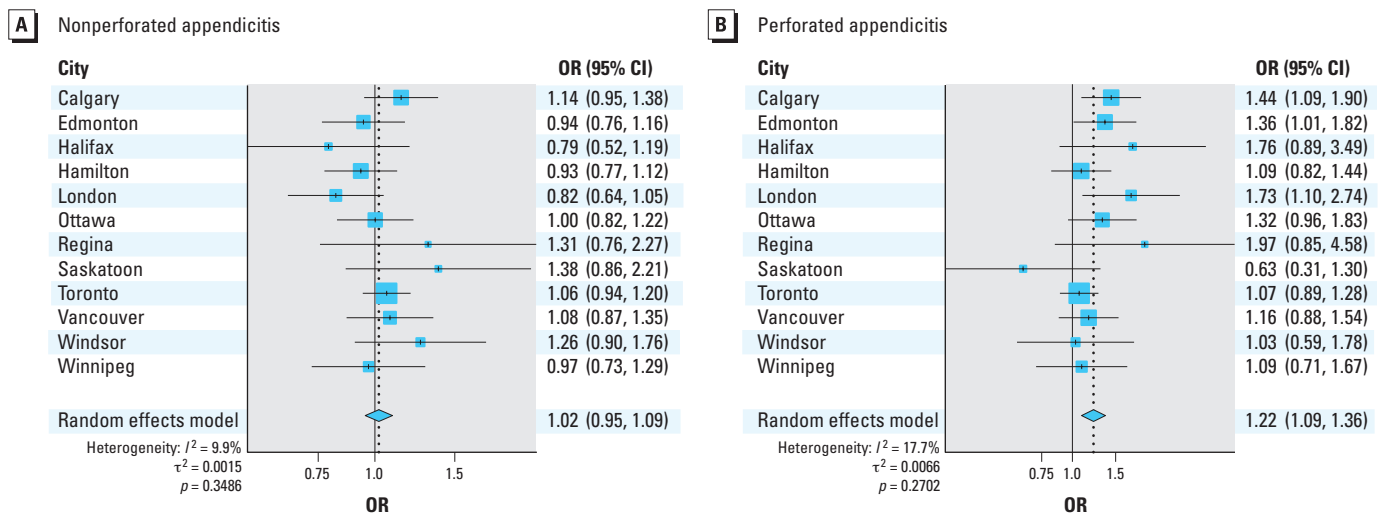 A Nonperforated appendicitis
City OR (95% CI)
Calgary 1.14 (0.95, 1.38)
Edmonton 0.94 (0.76, 1.16)
Halifax 0.79 (0.52, 1.19)
Hamilton 0.93 (0.77, 1.12)
London 0.82 (0.64, 1.05)
Ottawa 1.00 (0.82, 1.22)
Regina 1.31 (0.76, 2.27)
Saskatoon 1.38 (0.86, 2.21)
Toronto 1.06 (0.94, 1.20)
Vancouver 1.08 (0.87, 1.35)
Windsor 1.26 (0.90, 1.76)
Winnipeg 0.97 (0.73, 1.29)
Random effects model 1.02 (0.95, 1.09)
Heterogeneity: I² = 9.9%
τ² = 0.0015
p = 0.3486
0.75 1.0 1.5
OR
B Perforated appendicitis
City OR (95% CI)
Calgary 1.44 (1.09, 1.90)
Edmonton 1.36 (1.01, 1.82)
Halifax 1.76 (0.89, 3.49)
Hamilton 1.09 (0.82, 1.44)
London 1.73 (1.10, 2.74)
Ottawa 1.32 (0.96, 1.83)
Regina 1.97 (0.85, 4.58)
Saskatoon 0.63 (0.31, 1.30)
Toronto 1.07 (0.89, 1.28)
Vancouver 1.16 (0.88, 1.54)
Windsor 1.03 (0.59, 1.78)
Winnipeg 1.09 (0.71, 1.67)
Random effects model 1.22 (1.09, 1.36)
Heterogeneity: I² = 17.7%
τ² = 0.0066
p = 0.2702
0.75 1.0 1.5
OR